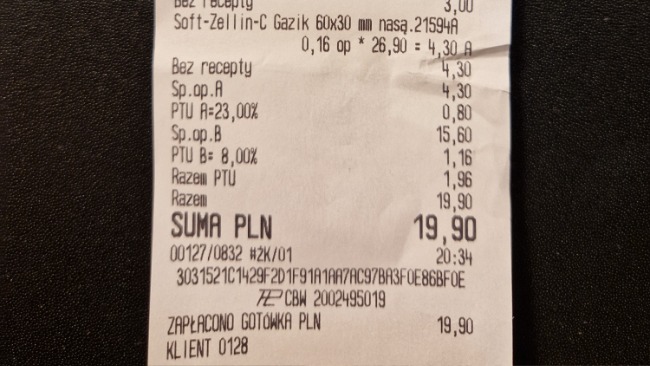 Bez recepty 3,00
Soft-Zellin-C Gazik 60x30 mm nasą.21594A
0,16 op * 26,90 = 4,30 A
Bez recepty 4,30
Sp.op.A 4,30
PTU A=23,00% 0,80
Sp.op.B 15,60
PTU B= 8,00% 1,16
Razem PTU 1,96
Razem 19,90
SUMA PLN 19,90
00127/0832 #ZK/01 20:34
3031521C1429F2D1F91A1AA7AC97BA3F0E86BF0E
CBW 2002495019
ZAPŁACONO GOTÓWKA PLN 19,90
KLIENT 0128